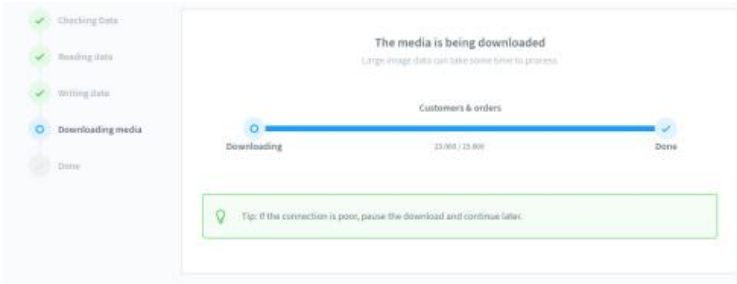 Checking Data
Reading data
Writing data
Downloading media
Done
The media is being downloaded
Large image data can take some time to process.
Customers & orders
Downloading
Done
Tip: If the connection is poor, pause the download and continue later.